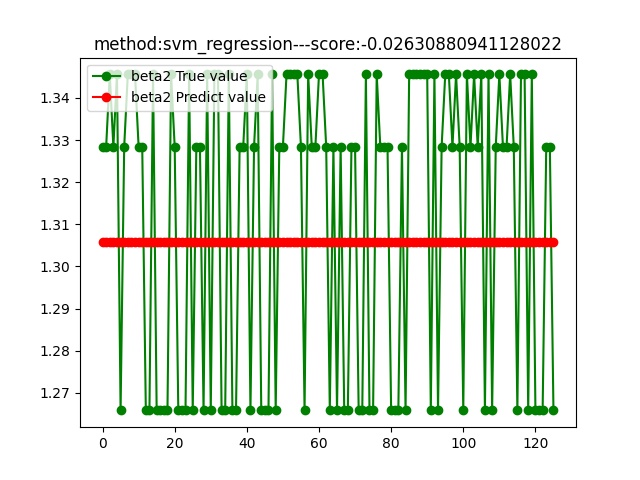 method:svm_regression---score:-0.02630880941128022
beta2 True value
beta2 Predict value
1.34
1.33
1.32
1.31
1.30
1.29
1.28
1.27
0 20 40 60 80 100 120